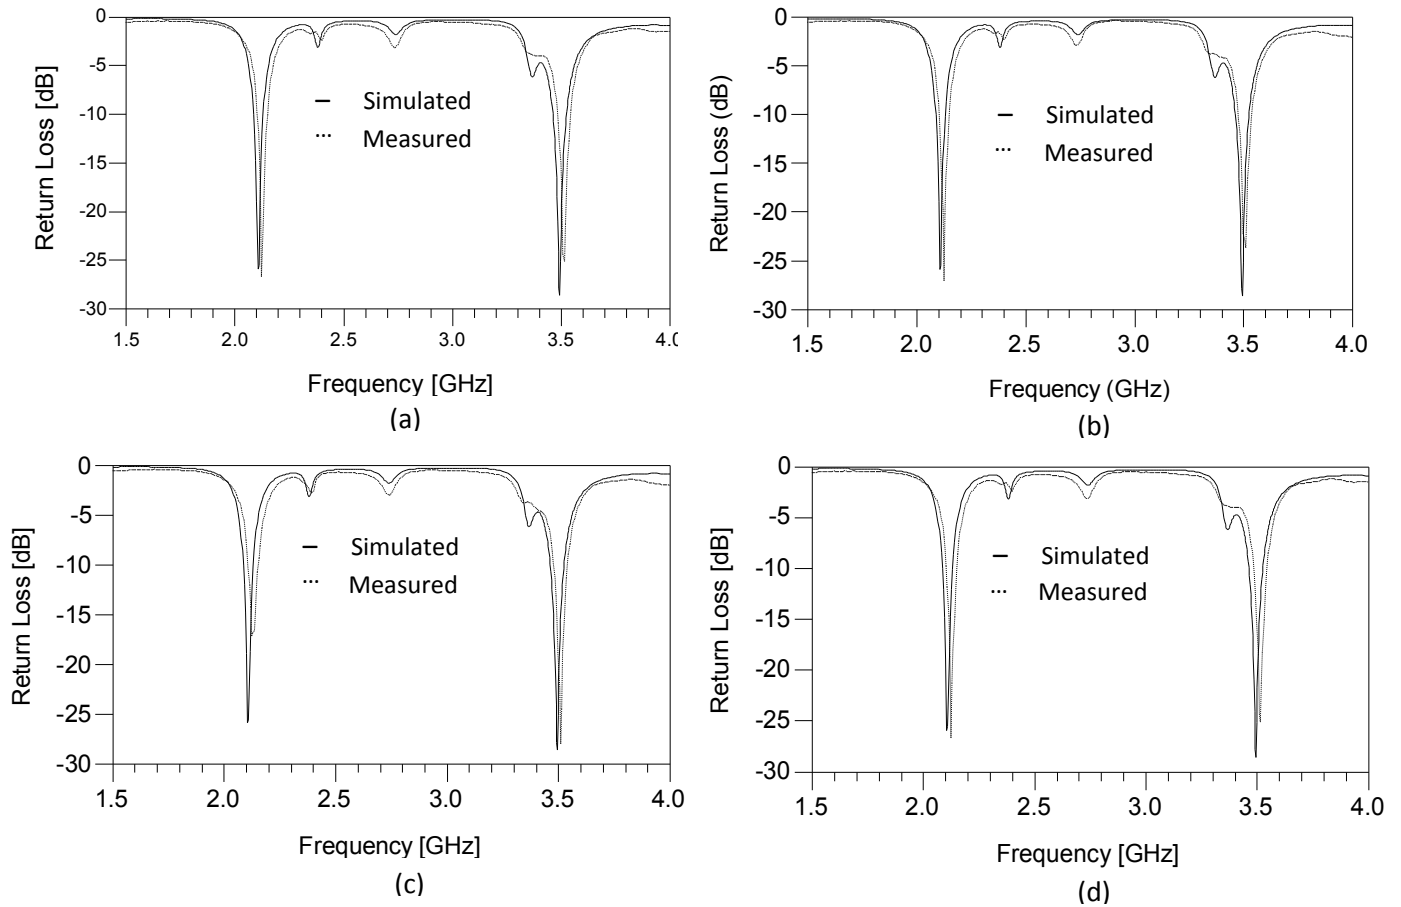 0
-5
-10
-15
-20
-25
-30
1.5 2.0 2.5 3.0 3.5 4.0
Return Loss [dB]
Simulated
Measured
Frequency [GHz]
(a)
0
-5
-10
-15
-20
-25
-30
1.5 2.0 2.5 3.0 3.5 4.0
Return Loss (dB)
Simulated
Measured
Frequency (GHz)
(b)
0
-5
-10
-15
-20
-25
-30
1.5 2.0 2.5 3.0 3.5 4.0
Return Loss [dB]
Simulated
Measured
Frequency [GHz]
(c)
0
-5
-10
-15
-20
-25
-30
1.5 2.0 2.5 3.0 3.5 4.0
Return Loss [dB]
Simulated
Measured
Frequency [GHz]
(d)